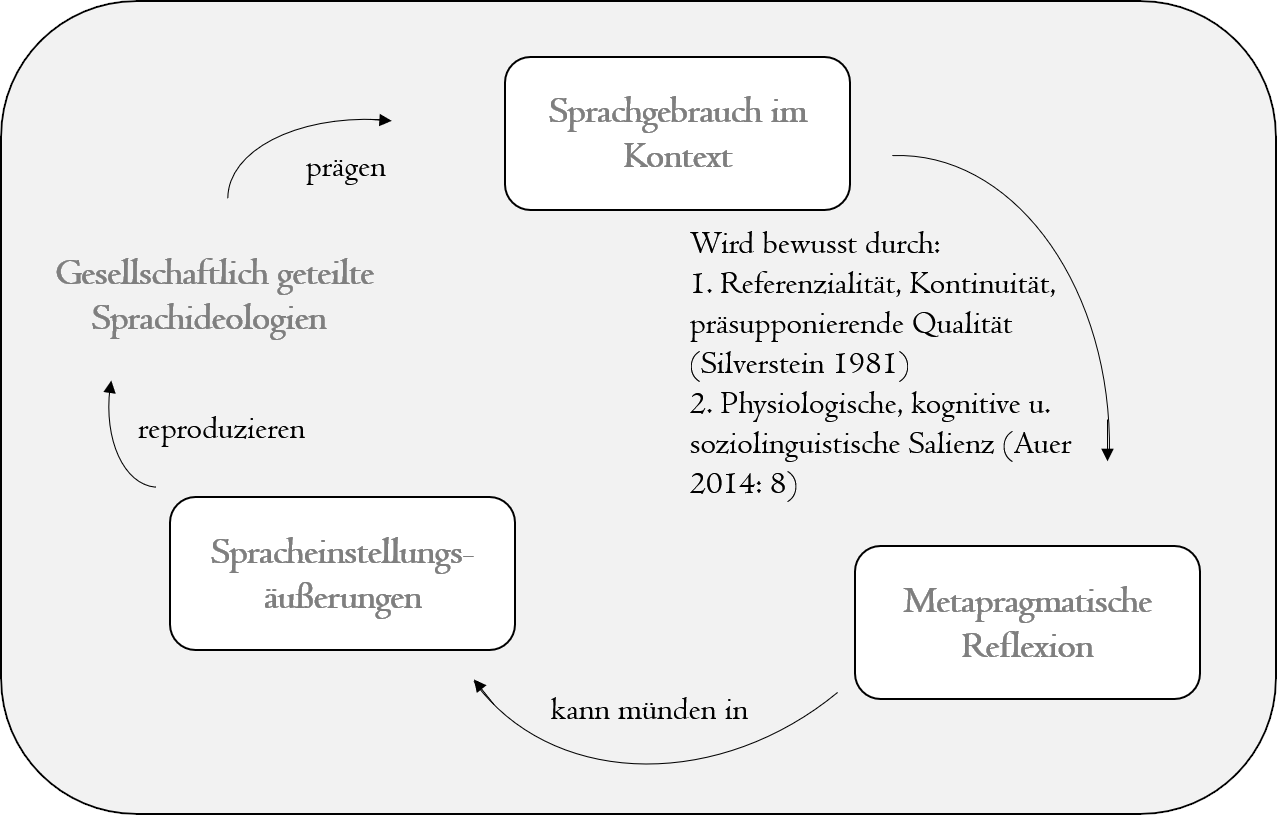 Sprachgebrauch im
Kontext
prägen
Wird bewusst durch:
1. Referenzialität, Kontinuität,
präsupponierende Qualität
(Silverstein 1981)
2. Physiologische, kognitive u.
soziolinguistische Salienz (Auer
2014: 8)
Gesellschaftlich geteilte
Sprachideologien
reproduzieren
Spracheinstellungs-
äußerungen
Metapragmatische
Reflexion
kann münden in